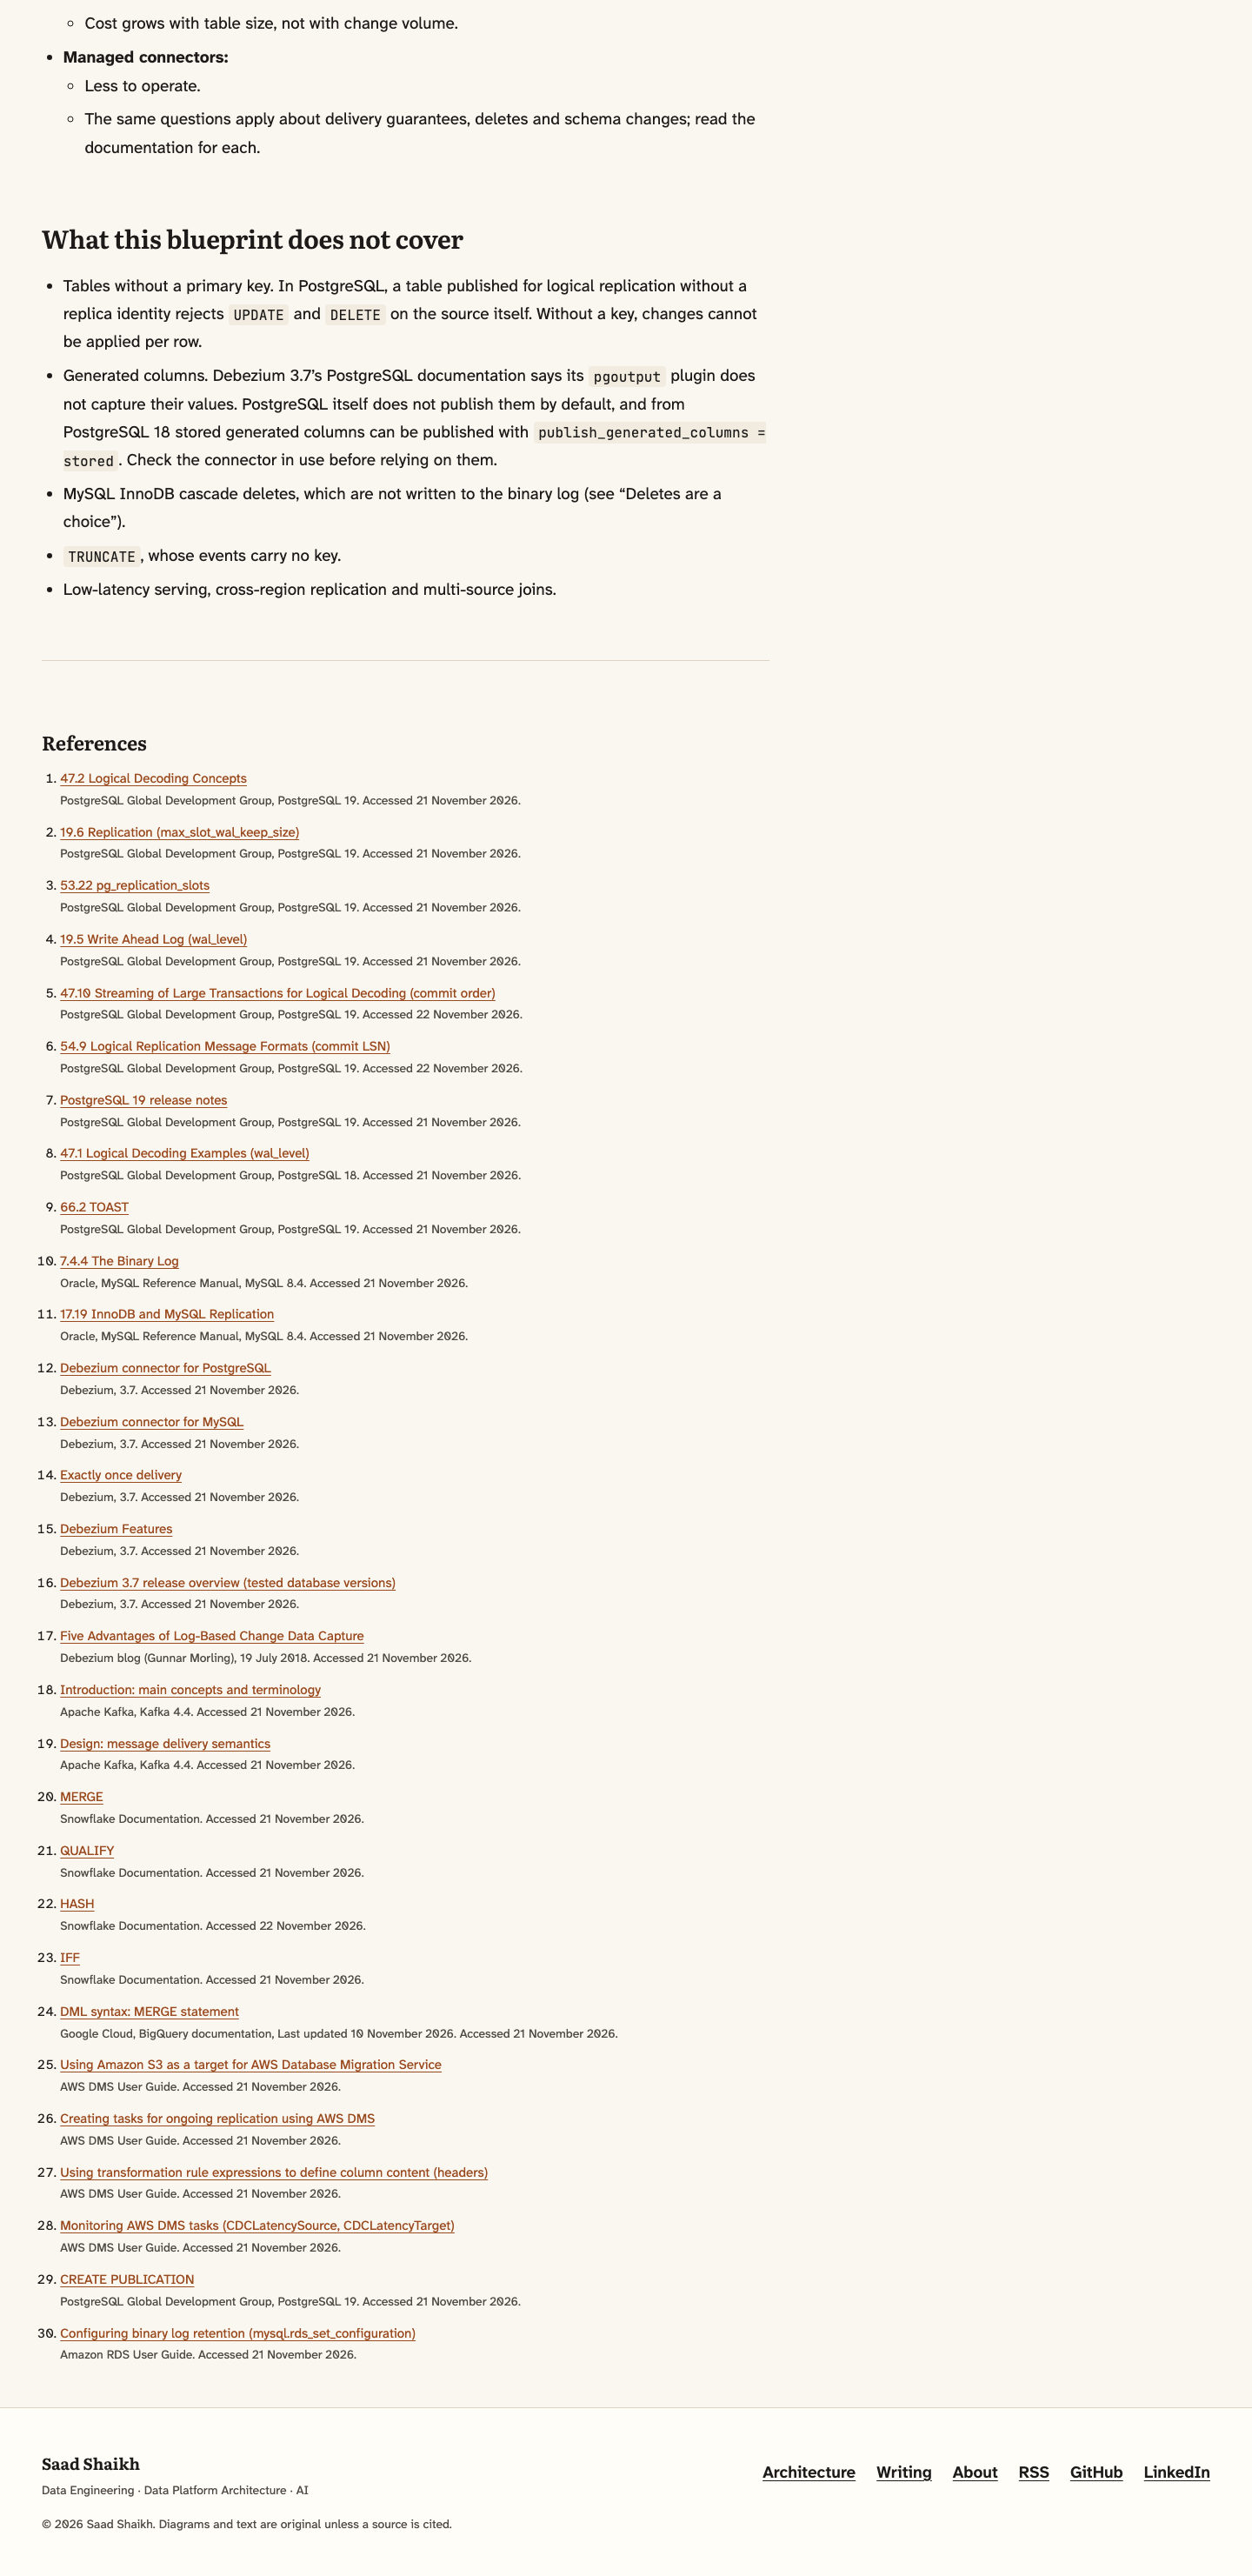 Cost grows with table size, not with change volume.
Managed connectors:
Less to operate.
The same questions apply about delivery guarantees, deletes and schema changes; read the
documentation for each.
What this blueprint does not cover
Tables without a primary key. In PostgreSQL, a table published for logical replication without a
replica identity rejects UPDATE and DELETE on the source itself. Without a key, changes cannot
be applied per row.
Generated columns. Debezium 3.7’s PostgreSQL documentation says its pgoutput plugin does
not capture their values. PostgreSQL itself does not publish them by default, and from
PostgreSQL 18 stored generated columns can be published with publish_generated_columns =
stored. Check the connector in use before relying on them.
MySQL InnoDB cascade deletes, which are not written to the binary log (see “Deletes are a
choice”).
TRUNCATE, whose events carry no key.
Low-latency serving, cross-region replication and multi-source joins.
References
1. 47.2 Logical Decoding Concepts
PostgreSQL Global Development Group, PostgreSQL 19. Accessed 21 November 2026.
2. 19.6 Replication (max_slot_wal_keep_size)
PostgreSQL Global Development Group, PostgreSQL 19. Accessed 21 November 2026.
3. 53.22 pg_replication_slots
PostgreSQL Global Development Group, PostgreSQL 19. Accessed 21 November 2026.
4. 19.5 Write Ahead Log (wal_level)
PostgreSQL Global Development Group, PostgreSQL 19. Accessed 21 November 2026.
5. 47.10 Streaming of Large Transactions for Logical Decoding (commit order)
PostgreSQL Global Development Group, PostgreSQL 19. Accessed 22 November 2026.
6. 54.9 Logical Replication Message Formats (commit LSN)
PostgreSQL Global Development Group, PostgreSQL 19. Accessed 22 November 2026.
7. PostgreSQL 19 release notes
PostgreSQL Global Development Group, PostgreSQL 19. Accessed 21 November 2026.
8. 47.1 Logical Decoding Examples (wal_level)
PostgreSQL Global Development Group, PostgreSQL 18. Accessed 21 November 2026.
9. 66.2 TOAST
PostgreSQL Global Development Group, PostgreSQL 19. Accessed 21 November 2026.
10. 7.4.4 The Binary Log
Oracle, MySQL Reference Manual, MySQL 8.4. Accessed 21 November 2026.
11. 17.19 InnoDB and MySQL Replication
Oracle, MySQL Reference Manual, MySQL 8.4. Accessed 21 November 2026.
12. Debezium connector for PostgreSQL
Debezium, 3.7. Accessed 21 November 2026.
13. Debezium connector for MySQL
Debezium, 3.7. Accessed 21 November 2026.
14. Exactly once delivery
Debezium, 3.7. Accessed 21 November 2026.
15. Debezium Features
Debezium, 3.7. Accessed 21 November 2026.
16. Debezium 3.7 release overview (tested database versions)
Debezium, 3.7. Accessed 21 November 2026.
17. Five Advantages of Log-Based Change Data Capture
Debezium blog (Gunnar Morling), 19 July 2018. Accessed 21 November 2026.
18. Introduction: main concepts and terminology
Apache Kafka, Kafka 4.4. Accessed 21 November 2026.
19. Design: message delivery semantics
Apache Kafka, Kafka 4.4. Accessed 21 November 2026.
20. MERGE
Snowflake Documentation. Accessed 21 November 2026.
21. QUALIFY
Snowflake Documentation. Accessed 21 November 2026.
22. HASH
Snowflake Documentation. Accessed 22 November 2026.
23. IFF
Snowflake Documentation. Accessed 21 November 2026.
24. DML syntax: MERGE statement
Google Cloud, BigQuery documentation, Last updated 10 November 2026. Accessed 21 November 2026.
25. Using Amazon S3 as a target for AWS Database Migration Service
AWS DMS User Guide. Accessed 21 November 2026.
26. Creating tasks for ongoing replication using AWS DMS
AWS DMS User Guide. Accessed 21 November 2026.
27. Using transformation rule expressions to define column content (headers)
AWS DMS User Guide. Accessed 21 November 2026.
28. Monitoring AWS DMS tasks (CDCLatencySource, CDCLatencyTarget)
AWS DMS User Guide. Accessed 21 November 2026.
29. CREATE PUBLICATION
PostgreSQL Global Development Group, PostgreSQL 19. Accessed 21 November 2026.
30. Configuring binary log retention (mysql.rds_set_configuration)
Amazon RDS User Guide. Accessed 21 November 2026.
Saad Shaikh
Data Engineering · Data Platform Architecture · AI
© 2026 Saad Shaikh. Diagrams and text are original unless a source is cited.
Architecture Writing About RSS GitHub LinkedIn